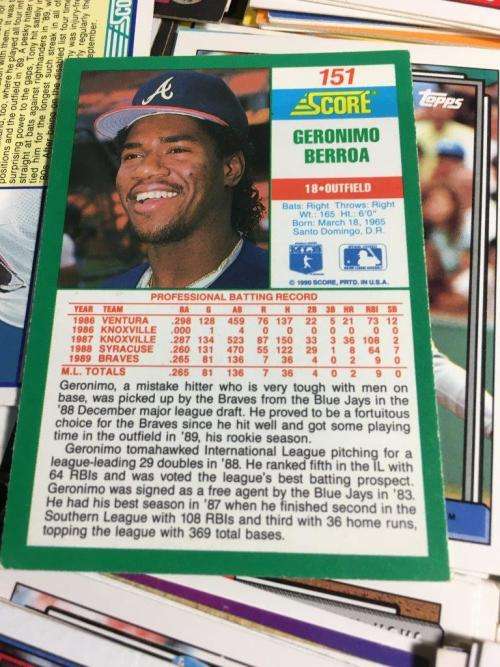 151
SCORE
GERONIMO
BERROA
18•OUTFIELD
Bats: Right Throws: Right
Wt.: 165 Ht.: 6'0"
Born: March 18, 1965
Santo Domingo, D.R.
© 1990 SCORE, PRTD. IN U.S.A.
PROFESSIONAL BATTING RECORD
YEAR TEAM BA G AB R H 2B 3B HR RBI SB
1986 VENTURA .298 128 459 76 137 22 5 21 73 12
1986 KNOXVILLE .000 1 4 0 0 0 0 0 0 0
1987 KNOXVILLE .287 134 523 87 150 33 3 36 108 2
1988 SYRACUSE .260 131 470 55 122 29 1 8 64 7
1989 BRAVES .265 81 136 7 36 4 0 2 9 0
M.L. TOTALS .265 81 136 7 36 4 0 2 9 0
Geronimo, a mistake hitter who is very tough with men on
base, was picked up by the Braves from the Blue Jays in the
'88 December major league draft. He proved to be a fortuitous
choice for the Braves since he hit well and got some playing
time in the outfield in '89, his rookie season.
Geronimo tomahawked International League pitching for a
league-leading 29 doubles in '88. He ranked fifth in the IL with
64 RBIs and was voted the league's best batting prospect.
Geronimo was signed as a free agent by the Blue Jays in '83.
He had his best season in '87 when he finished second in the
Southern League with 108 RBIs and third with 36 home runs,
topping the league with 369 total bases.
A
Topps
SCORE